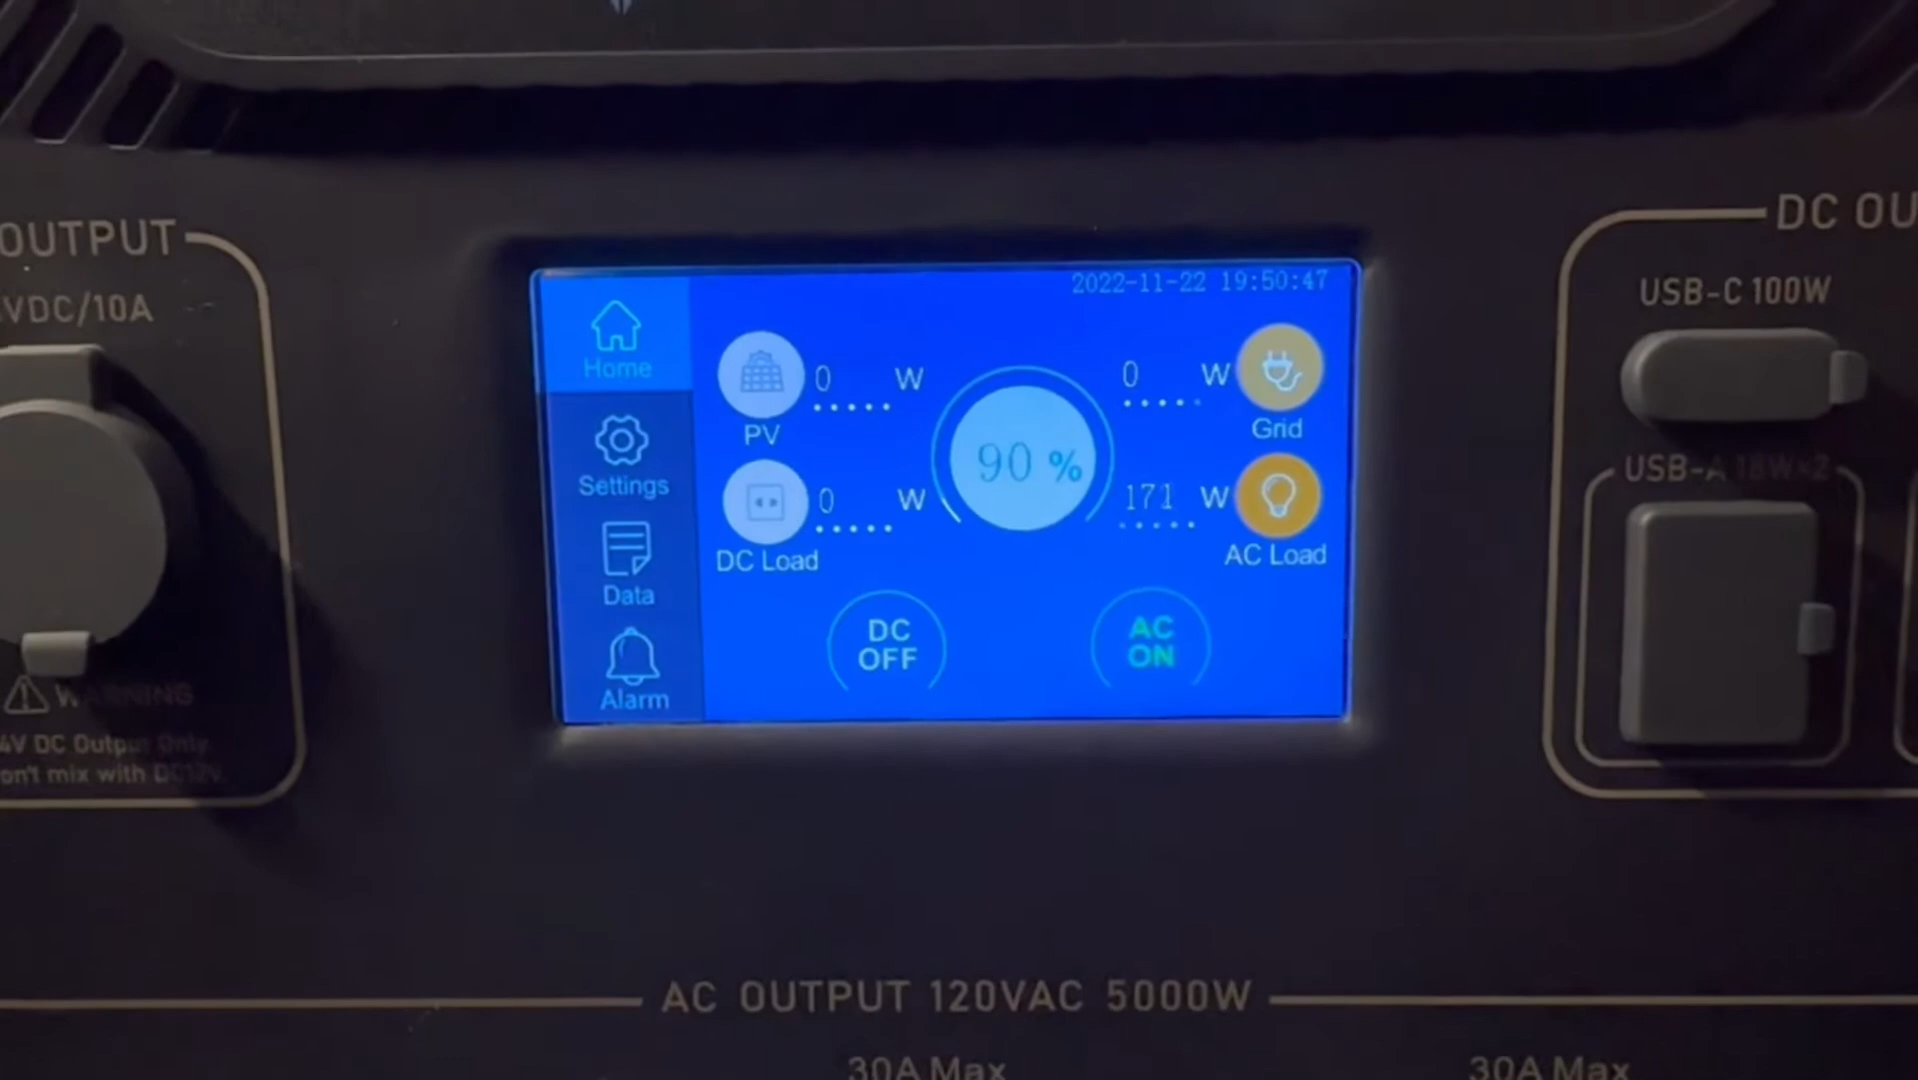 OUTPUT
VDC/10A
WARNING
4V DC Output Only
on't mix with DC12V.
2022-11-22 19:50:47
Home
Settings
Data
Alarm
0 W
PV
0 W
DC Load
90 %
0 W
Grid
171 W
AC Load
DC
OFF
AC
ON
DC OU
USB-C 100W
USB-A 18W×2
AC OUTPUT 120VAC 5000W
30A Max
30A Max